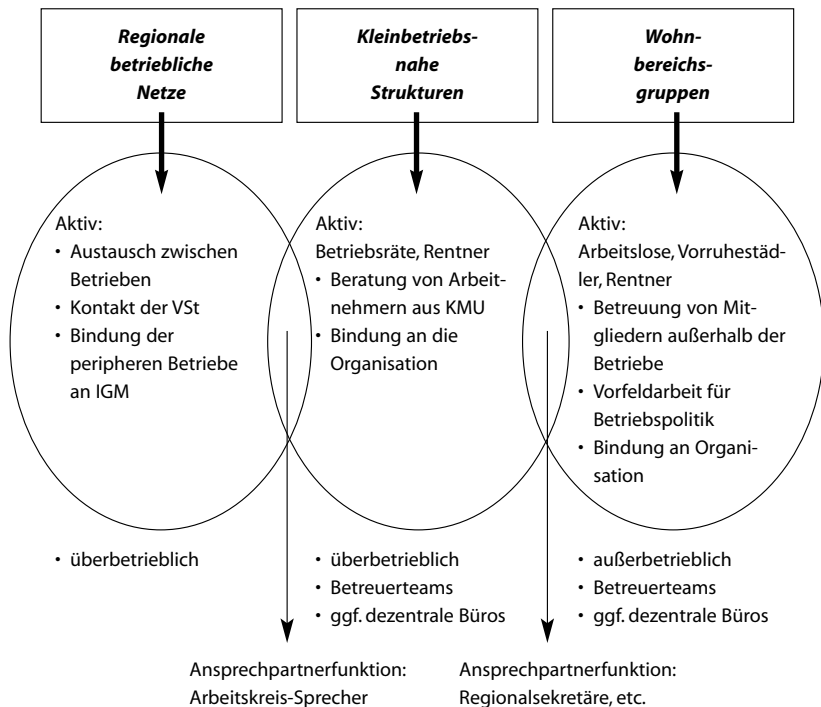 Regionale
betriebliche
Netze
Kleinbetriebs-
nahe
Strukturen
Wohn-
bereichs-
gruppen
Aktiv:
• Austausch zwischen
Betrieben
• Kontakt der VSt
• Bindung der
peripheren Betriebe
an IGM
Aktiv:
Betriebsräte, Rentner
• Beratung von Arbeit-
nehmern aus KMU
• Bindung an die
Organisation
Aktiv:
Arbeitslose, Vorruhestäd-
ler, Rentner
• Betreuung von Mit-
gliedern außerhalb der
Betriebe
• Vorfeldarbeit für
Betriebspolitik
• Bindung an Organi-
sation
• überbetrieblich
• überbetrieblich
• Betreuerteams
• ggf. dezentrale Büros
• außerbetrieblich
• Betreuerteams
• ggf. dezentrale Büros
Ansprechpartnerfunktion:
Arbeitskreis-Sprecher
Ansprechpartnerfunktion:
Regionalsekretäre, etc.